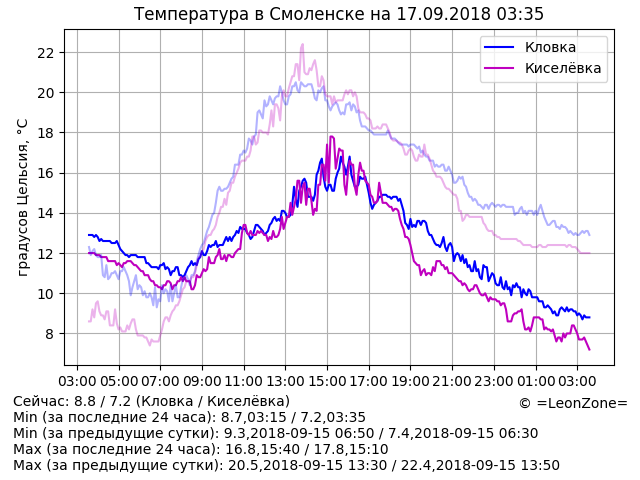 Температура в Смоленске на 17.09.2018 03:35
градусов Цельсия, °С
22
20
18
16
14
12
10
8
Кловка
Киселёвка
03:00 05:00 07:00 09:00 11:00 13:00 15:00 17:00 19:00 21:00 23:00 01:00 03:00
Сейчас: 8.8 / 7.2 (Кловка / Киселёвка)
© =LeonZone=
Min (за последние 24 часа): 8.7,03:15 / 7.2,03:35
Min (за предыдущие сутки): 9.3,2018-09-15 06:50 / 7.4,2018-09-15 06:30
Max (за последние 24 часа): 16.8,15:40 / 17.8,15:10
Max (за предыдущие сутки): 20.5,2018-09-15 13:30 / 22.4,2018-09-15 13:50